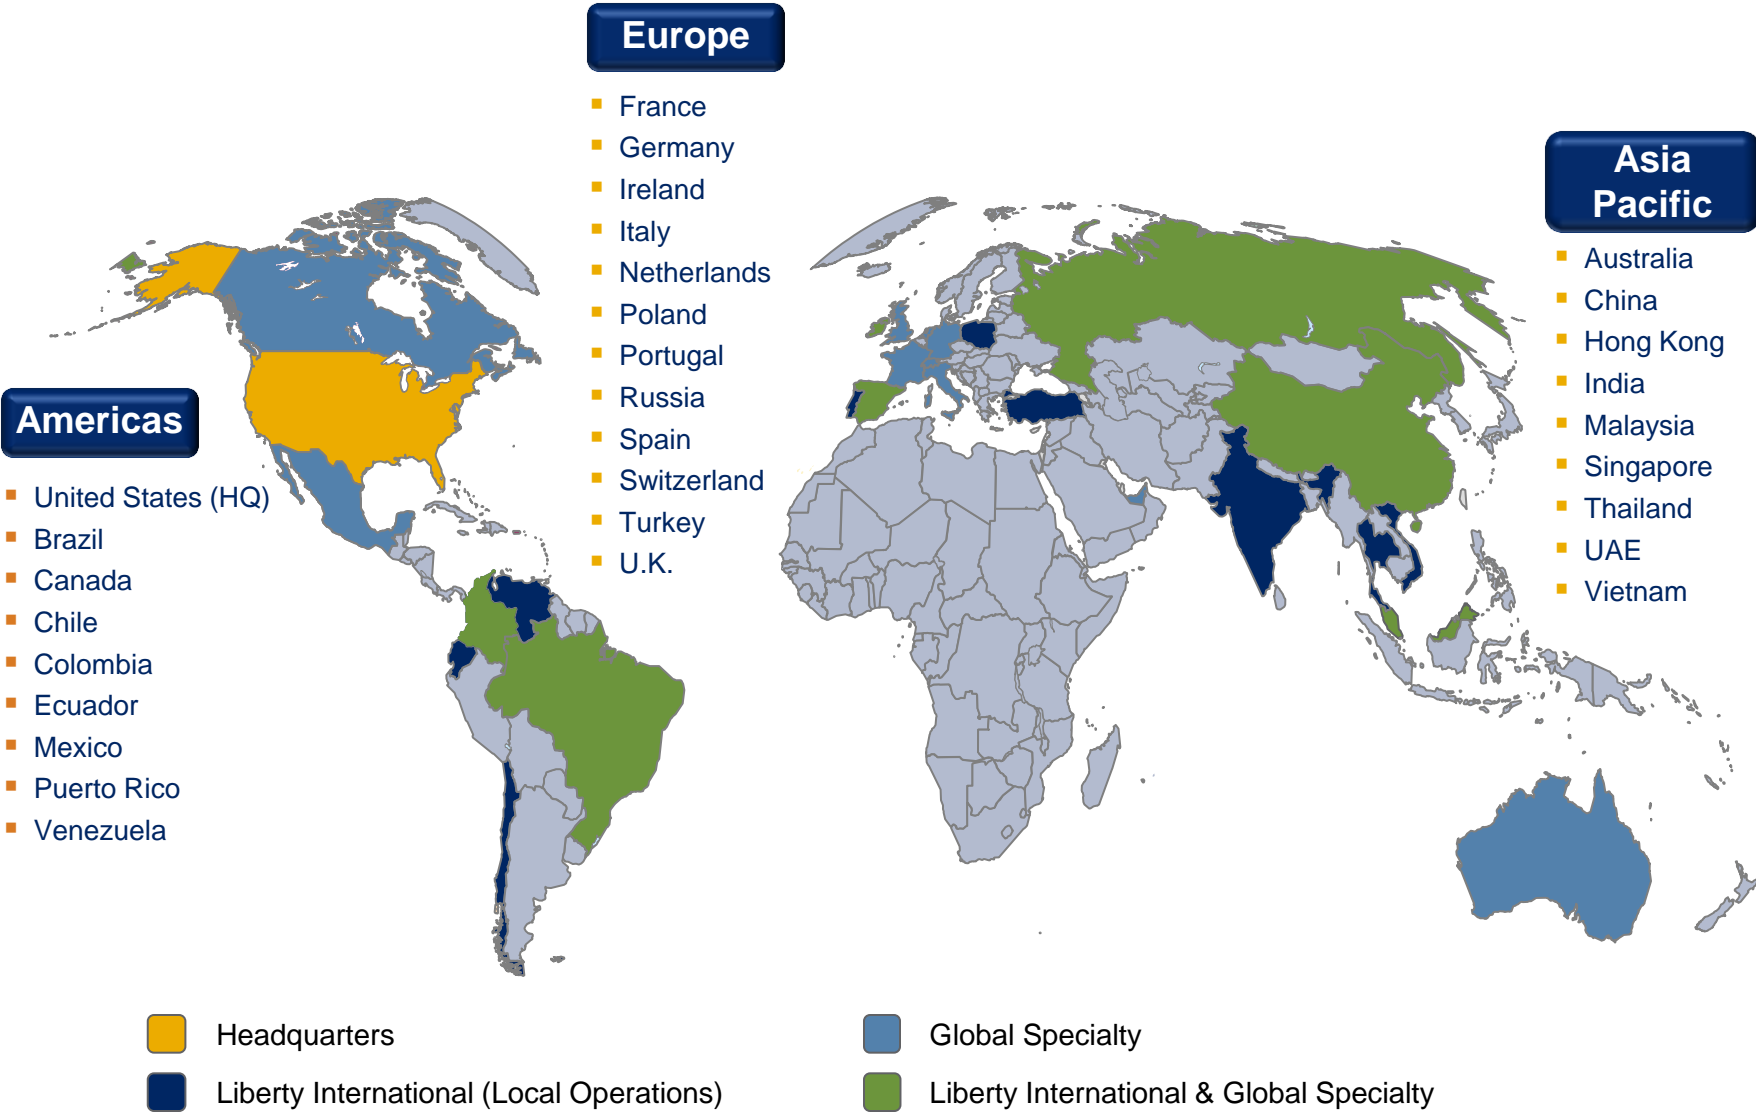 Europe
France
Germany
Ireland
Italy
Netherlands
Poland
Portugal
Russia
Spain
Switzerland
Turkey
U.K.
Asia
Pacific
Australia
China
Hong Kong
India
Malaysia
Singapore
Thailand
UAE
Vietnam
Americas
United States (HQ)
Brazil
Canada
Chile
Colombia
Ecuador
Mexico
Puerto Rico
Venezuela
Headquarters
Global Specialty
Liberty International (Local Operations)
Liberty International & Global Specialty